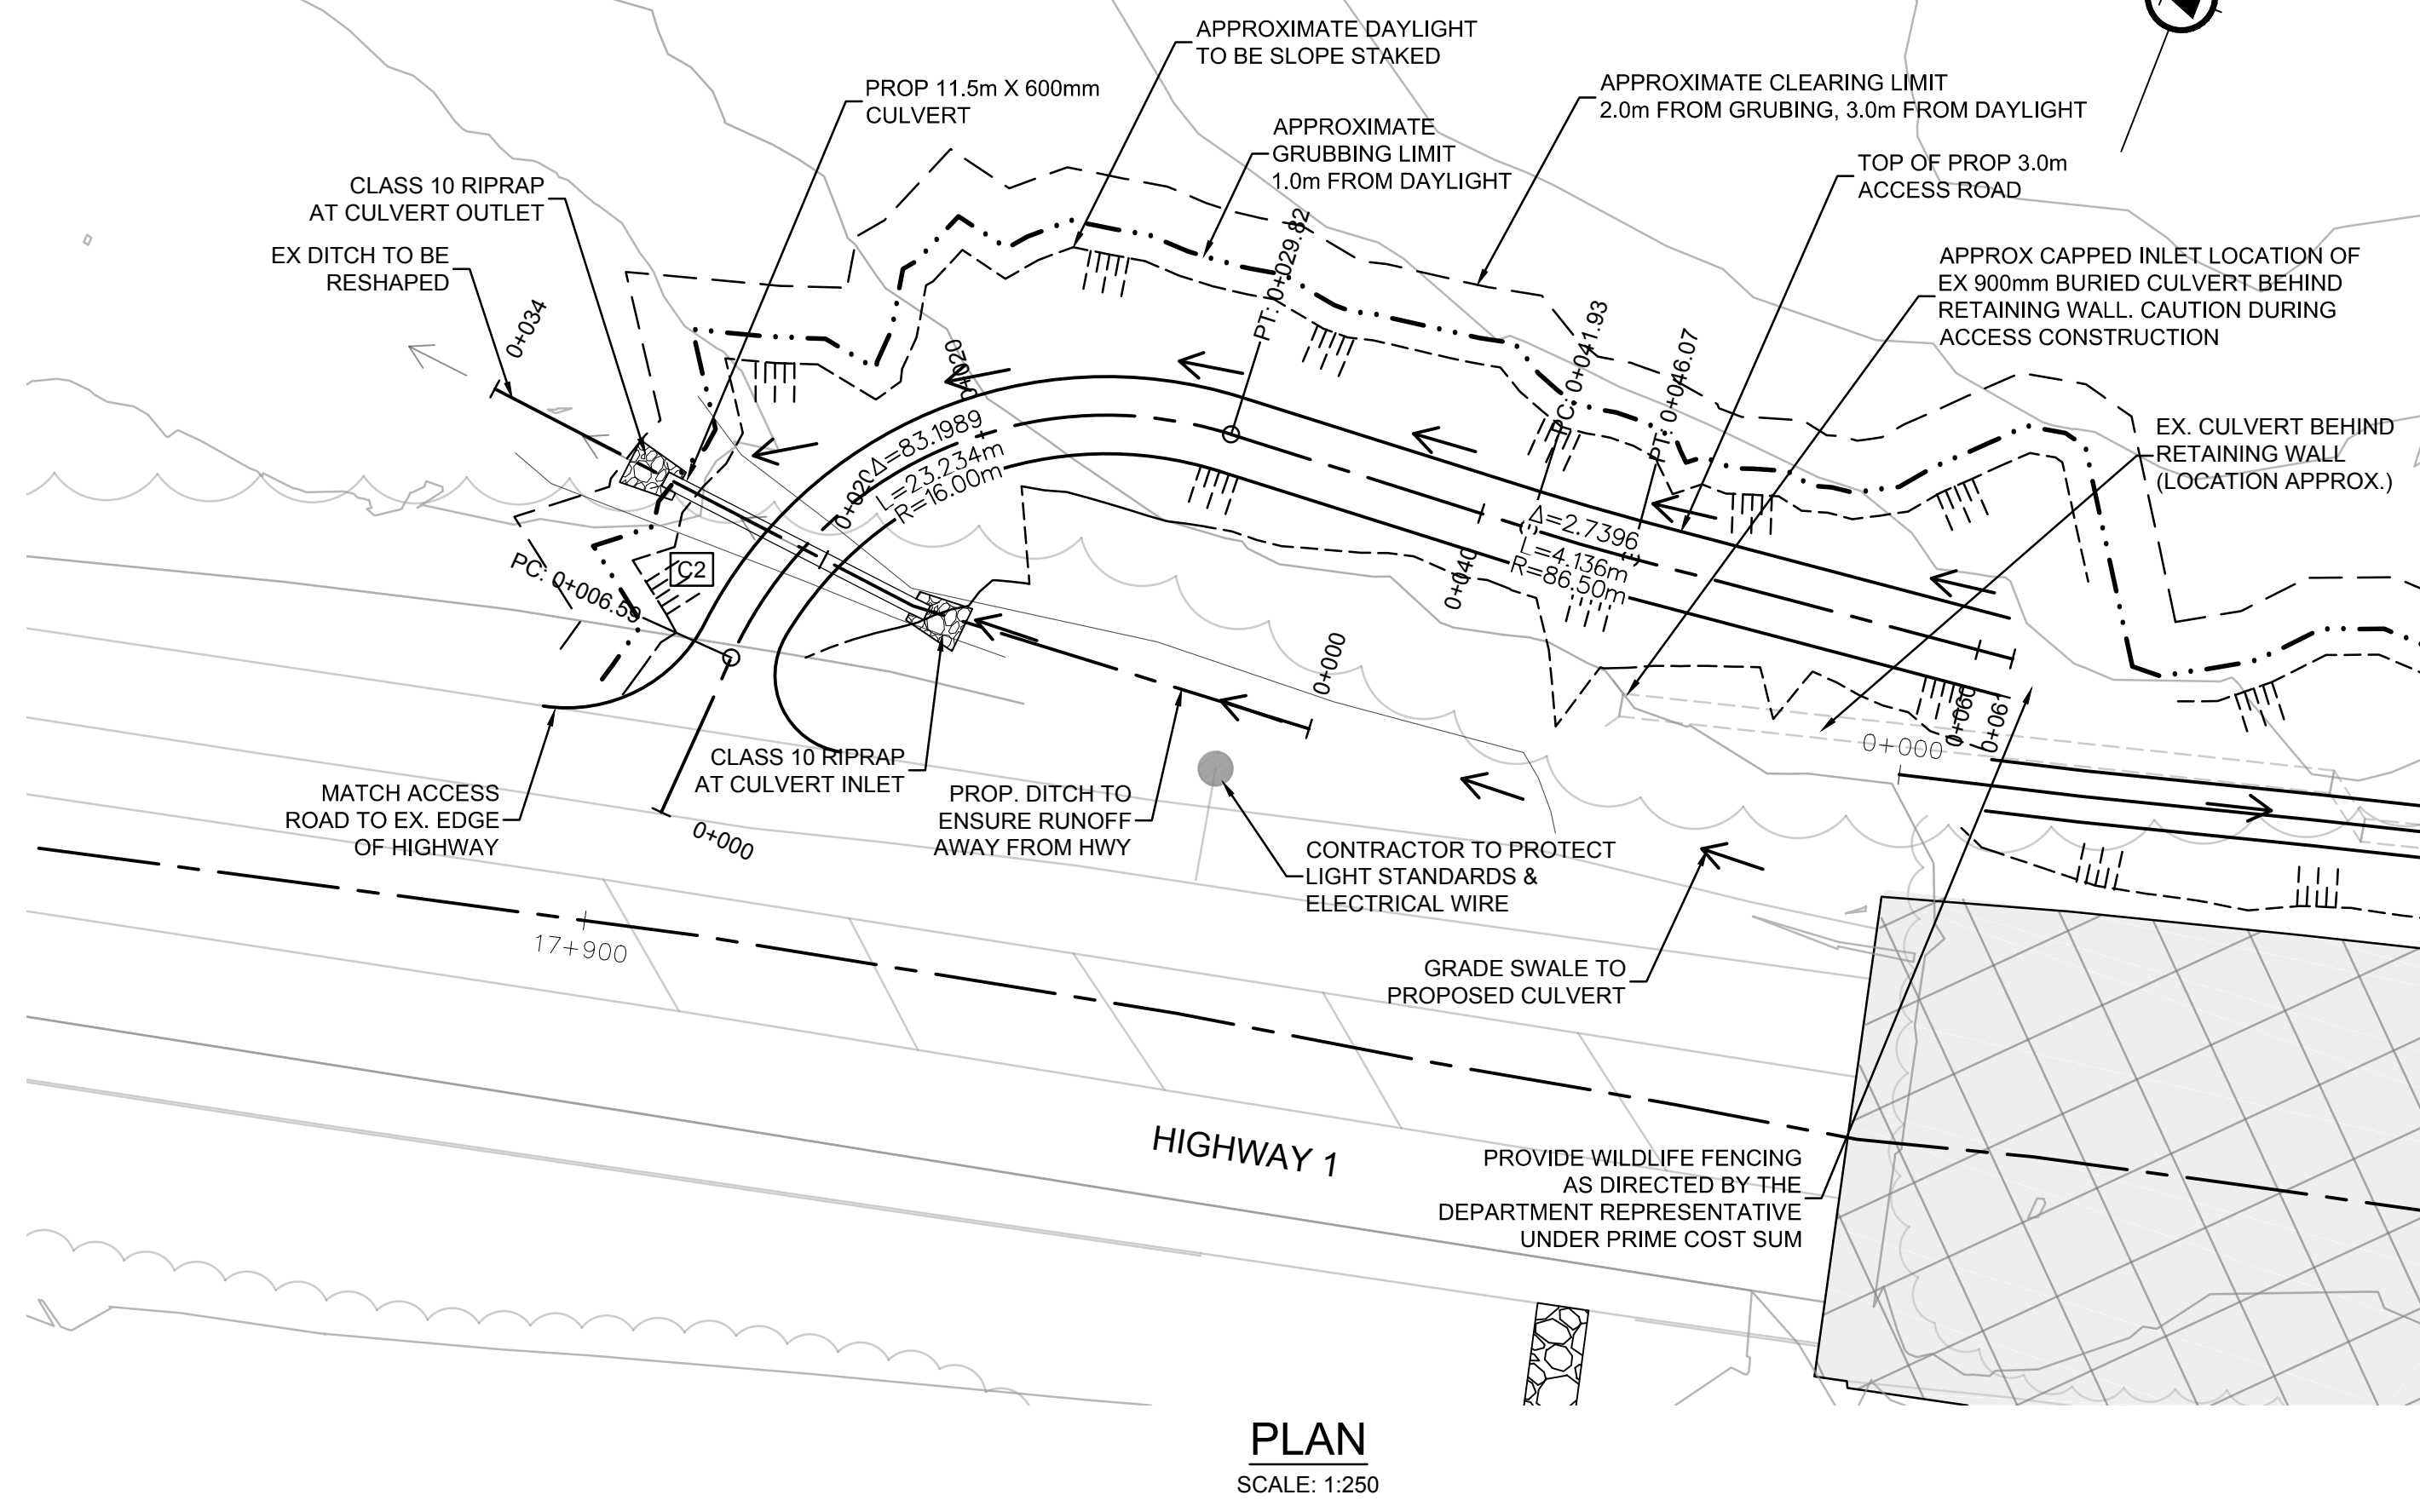 APPROXIMATE DAYLIGHT
TO BE SLOPE STAKED
PROP 11.5m X 600mm
CULVERT
APPROXIMATE CLEARING LIMIT
2.0m FROM GRUBING, 3.0m FROM DAYLIGHT
APPROXIMATE
GRUBBING LIMIT
1.0m FROM DAYLIGHT
TOP OF PROP 3.0m
ACCESS ROAD
CLASS 10 RIPRAP
AT CULVERT OUTLET
EX DITCH TO BE
RESHAPED
APPROX CAPPED INLET LOCATION OF
EX 900mm BURIED CULVERT BEHIND
RETAINING WALL. CAUTION DURING
ACCESS CONSTRUCTION
0+034
0+020
PT: 0+029.82
PC: 0+041.93
PT: 0+046.07
EX. CULVERT BEHIND
RETAINING WALL
(LOCATION APPROX.)
0+020
Δ=83.1989
L=23.234m
R=16.00m
Δ=2.7396
L=4.136m
R=86.50m
0+040
C2
PC: 0+006.59
0+000
0+060
0+061
0+000
CLASS 10 RIPRAP
AT CULVERT INLET
MATCH ACCESS
ROAD TO EX. EDGE
OF HIGHWAY
0+000
PROP. DITCH TO
ENSURE RUNOFF
AWAY FROM HWY
CONTRACTOR TO PROTECT
LIGHT STANDARDS &
ELECTRICAL WIRE
17+900
GRADE SWALE TO
PROPOSED CULVERT
HIGHWAY 1
PROVIDE WILDLIFE FENCING
AS DIRECTED BY THE
DEPARTMENT REPRESENTATIVE
UNDER PRIME COST SUM
PLAN
SCALE: 1:250